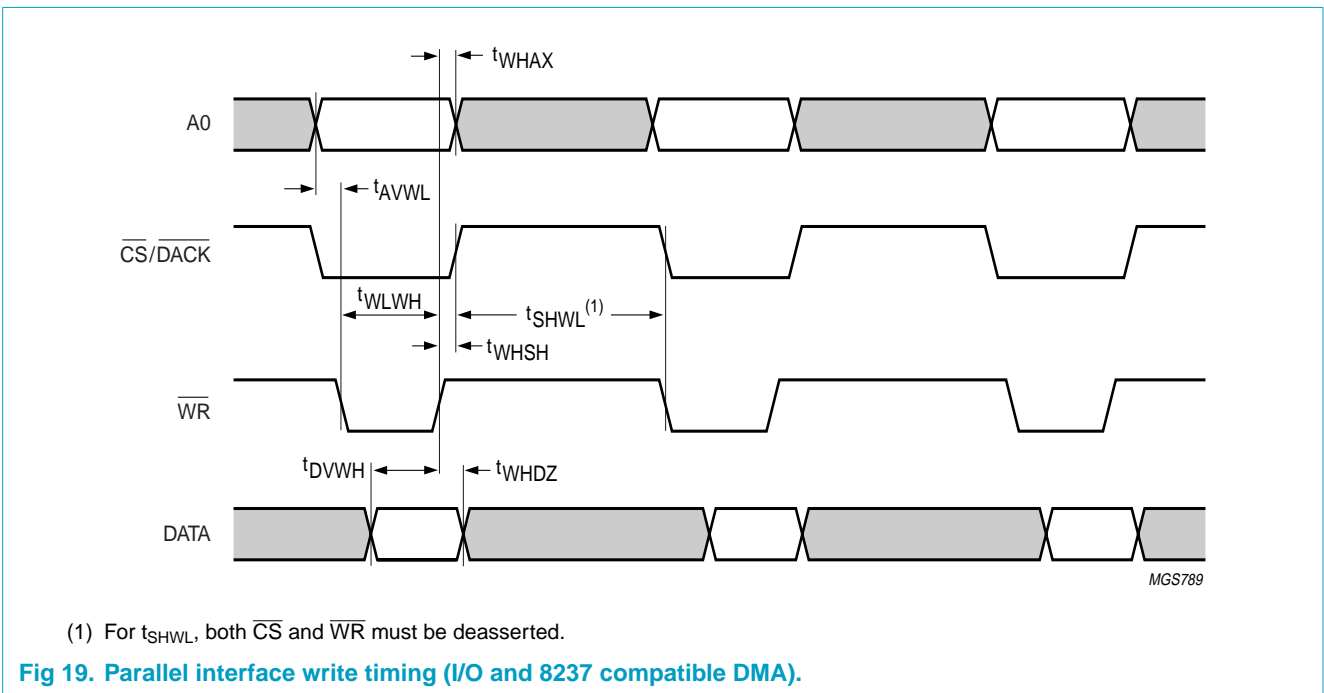 tWHAX
A0
tAVWL
CS/DACK
tWLWH
tSHWL(1)
tWHSH
WR
tDVWH
tWHDZ
DATA
MGS789
(1) For tSHWL, both CS and WR must be deasserted.
Fig 19. Parallel interface write timing (I/O and 8237 compatible DMA).